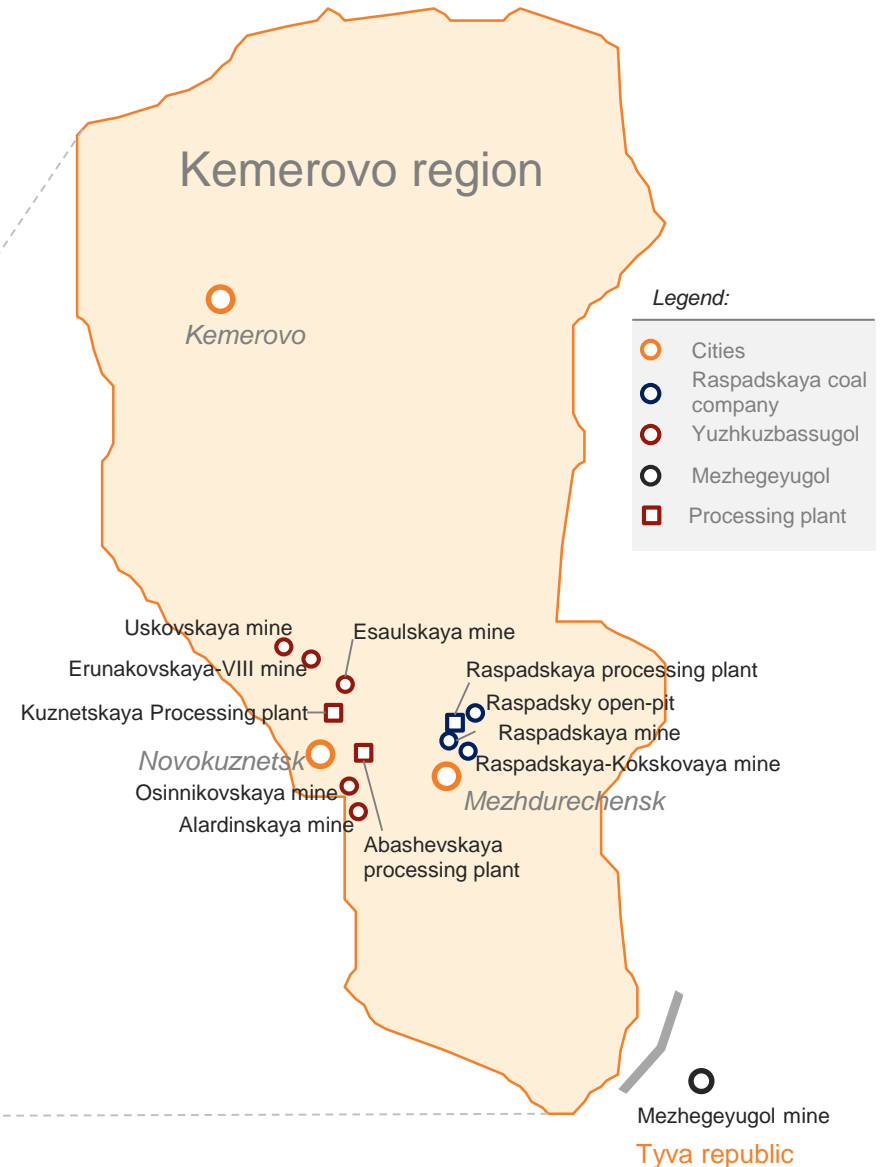 Kemerovo region
Kemerovo
Legend:
Cities
Raspadskaya coal
company
Yuzhkuzbassugol
Mezhegeyugol
Processing plant
Uskovskaya mine
Esaulskaya mine
Erunakovskaya-VIII mine
Raspadskaya processing plant
Kuznetskaya Processing plant
Raspadsky open-pit
Raspadskaya mine
Novokuznetsk
Raspadskaya-Kokskovaya mine
Osinnikovskaya mine
Mezhdurechensk
Alardinskaya mine
Abashevskaya
processing plant
Mezhegeyugol mine
Tyva republic